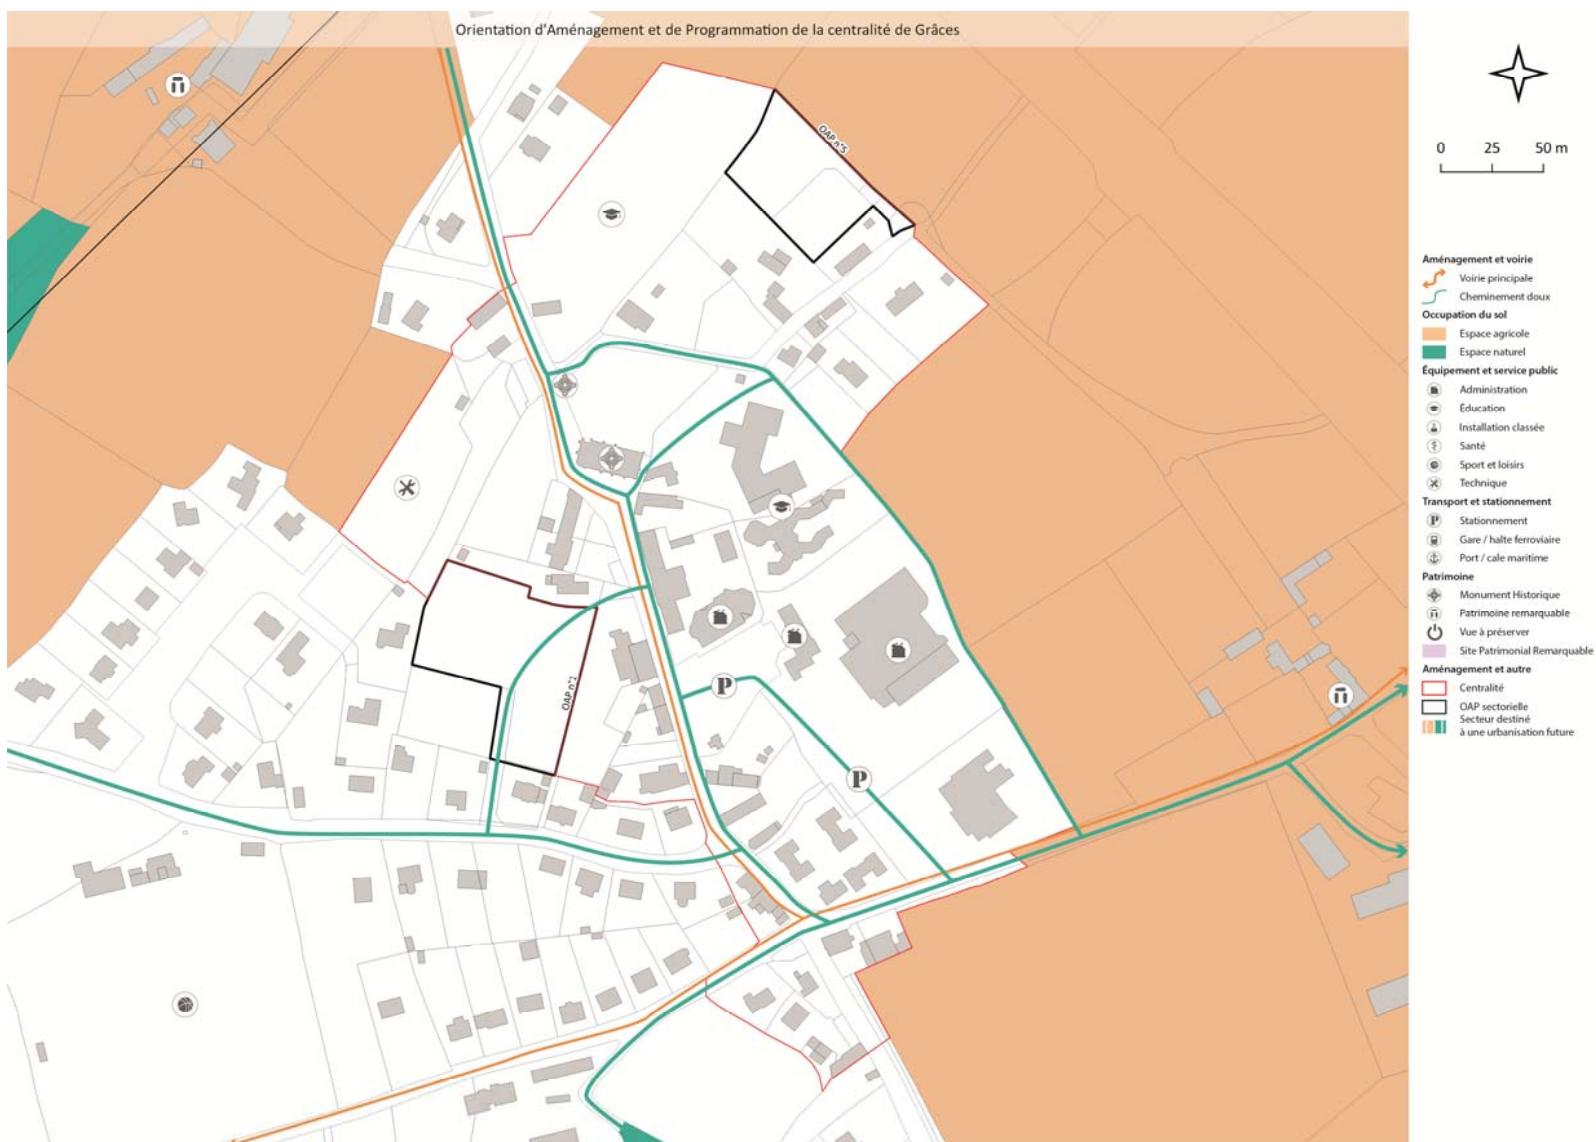 Orientation d'Aménagement et de Programmation de la centralité de Grâces
OAP n°5
OAP n°1
P
P
0 25 50 m
Aménagement et voirie
Voirie principale
Cheminement doux
Occupation du sol
Espace agricole
Espace naturel
Équipement et service public
Administration
Éducation
Installation classée
Santé
Sport et loisirs
Technique
Transport et stationnement
P Stationnement
Gare / halte ferroviaire
Port / cale maritime
Patrimoine
Monument Historique
Patrimoine remarquable
Vue à préserver
Site Patrimonial Remarquable
Aménagement et autre
Centralité
OAP sectorielle
Secteur destiné
à une urbanisation future